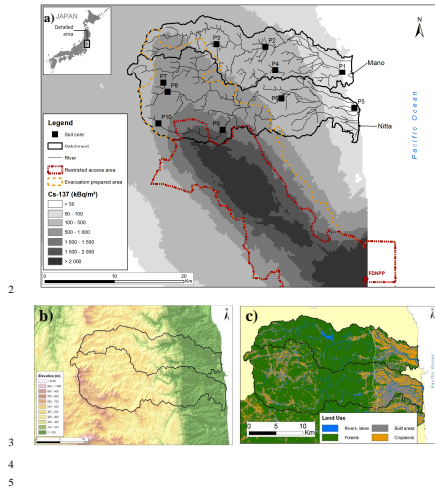 a)
JAPAN
Detailed
area
N
P3
P2
P4
P1
Mano
P7
P8
P6
P5
P10
P9
Nitta
Pacific Ocean
Legend
Soil core
Catchment
River
Restricted access area
Evacuation prepared area
Cs-137 (kBq/m²)
< 50
50 - 100
100 - 500
500 - 1 000
1 000 - 1 500
1 500 - 2 000
> 2 000
FDNPP
0 10 20
Km
2
b)
N
Elevation (m)
3
c)
N
Pacific Ocean
0 5 10
Km
Land Use
Rivers, lakes
Built areas
Forests
Croplands
4
5